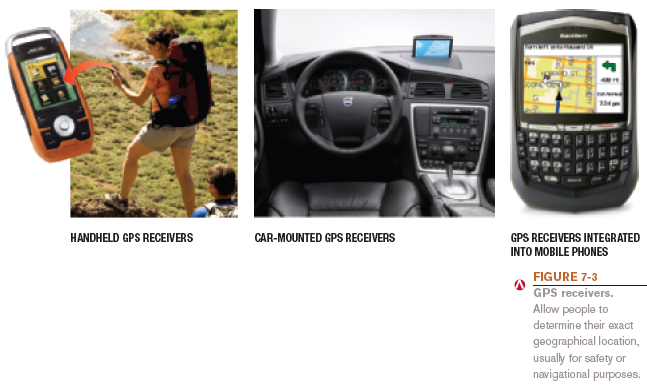 BlackBerry
HANDHELD GPS RECEIVERS
CAR-MOUNTED GPS RECEIVERS
GPS RECEIVERS INTEGRATED
INTO MOBILE PHONES
FIGURE 7-3
GPS receivers.
Allow people to
determine their exact
geographical location,
usually for safety or
navigational purposes.